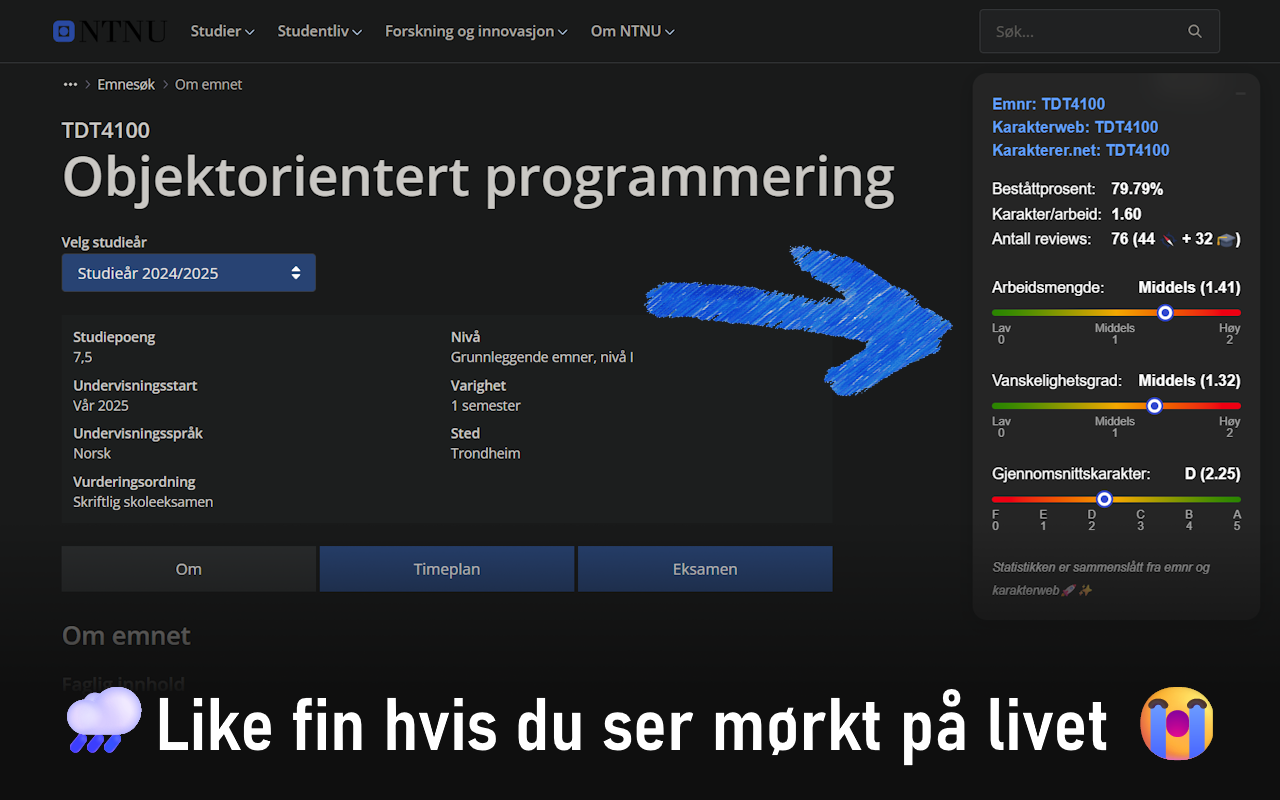 NTNU
Studier
Studentliv
Forskning og innovasjon
Om NTNU
Søk...
••• > Emnesøk > Om emnet
TDT4100
Objektorientert programmering
Velg studieår
Studieår 2024/2025
Studiepoeng
7,5
Undervisningsstart
Vår 2025
Undervisningsspråk
Norsk
Vurderingsordning
Skriftlig skoleeksamen
Nivå
Grunnleggende emner, nivå I
Varighet
1 semester
Sted
Trondheim
Om
Timeplan
Eksamen
Om emnet
Faglig innhold
Emnr: TDT4100
Karakterweb: TDT4100
Karakterer.net: TDT4100
Beståttprosent: 79.79%
Karakter/arbeid: 1.60
Antall reviews: 76 (44 + 32 🎓)
Arbeidsmengde: Middels (1.41)
Lav Middels Høy
0 1 2
Vanskelighetsgrad: Middels (1.32)
Lav Middels Høy
0 1 2
Gjennomsnittskarakter: D (2.25)
F E D C B A
0 1 2 3 4 5
Statistikken er sammenslått fra emnr og
karakterweb 🚀 ✨
🌧️ Like fin hvis du ser mørkt på livet 😭